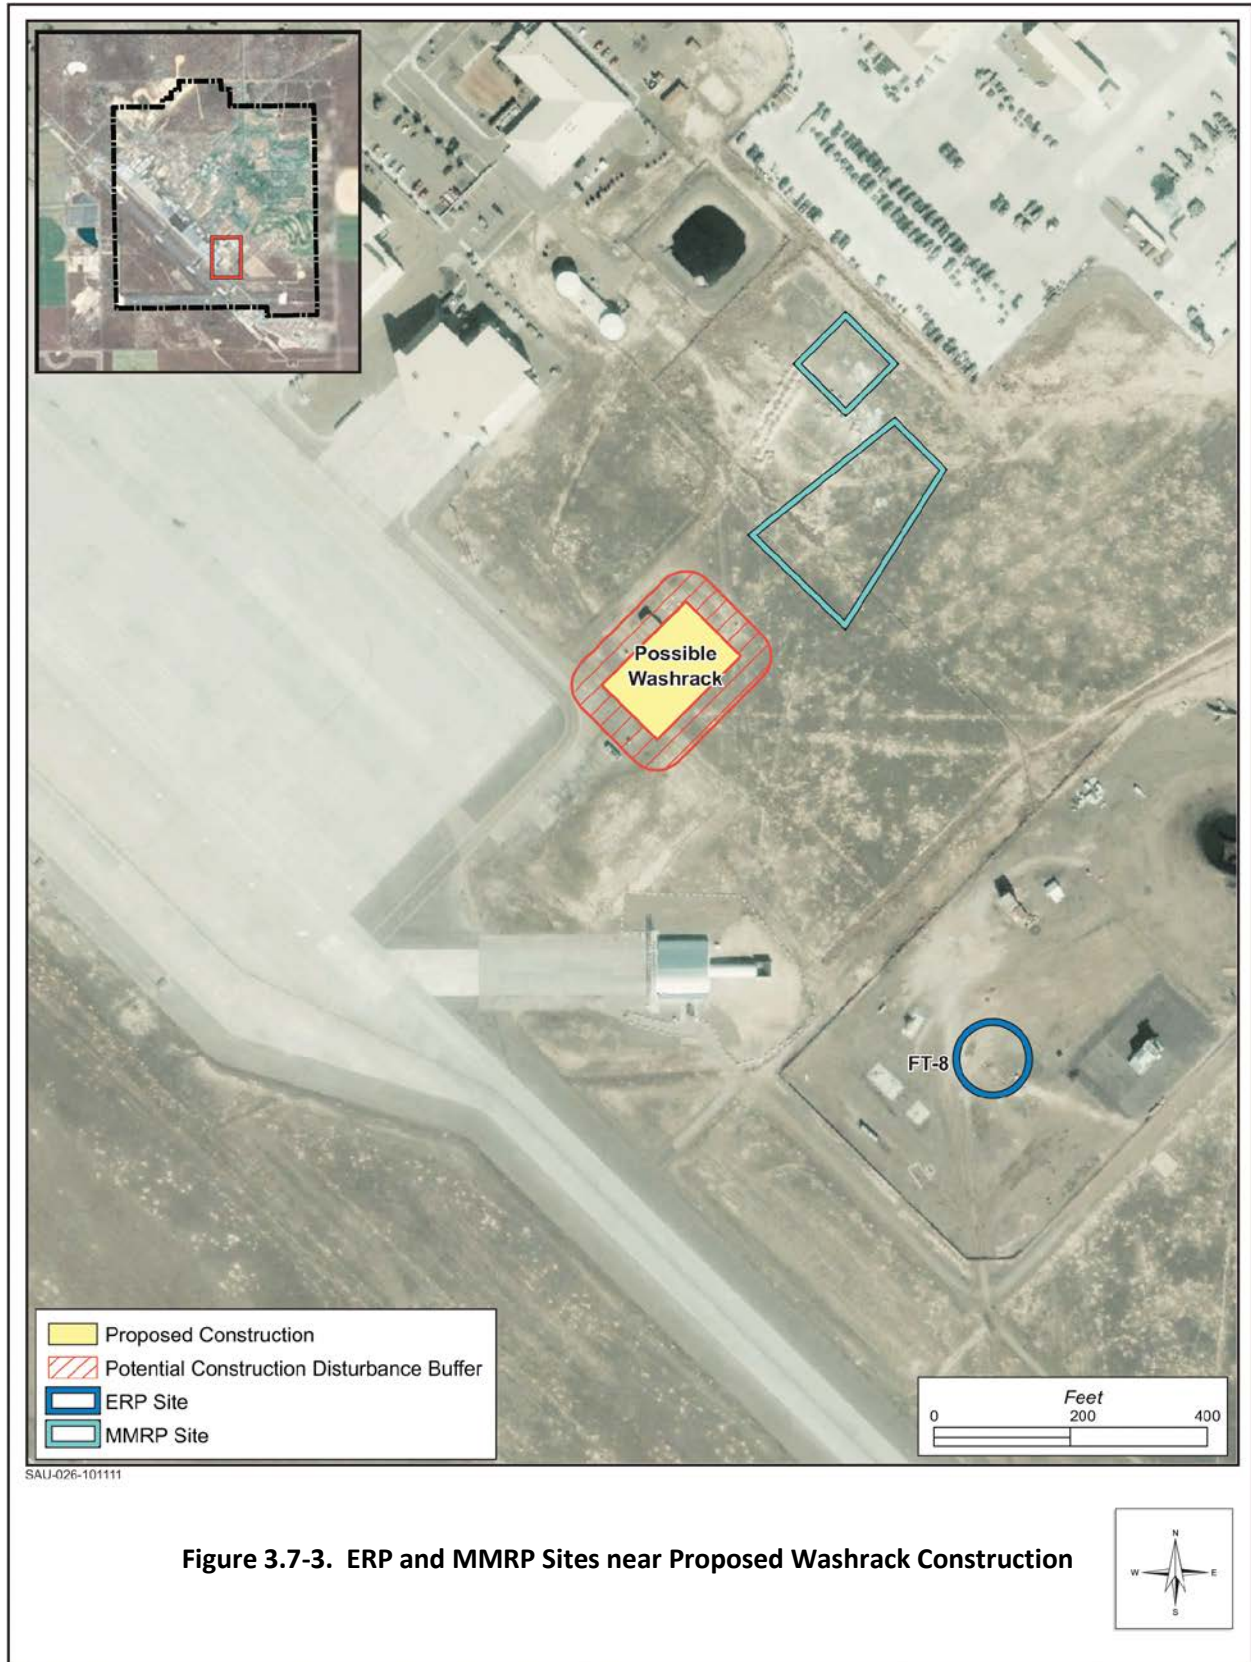 Possible
Washrack
FT-8
Proposed Construction
Potential Construction Disturbance Buffer
ERP Site
MMRP Site
Feet
0 200 400
SAU-026-101111
Figure 3.7-3. ERP and MMRP Sites near Proposed Washrack Construction
N
W E
S